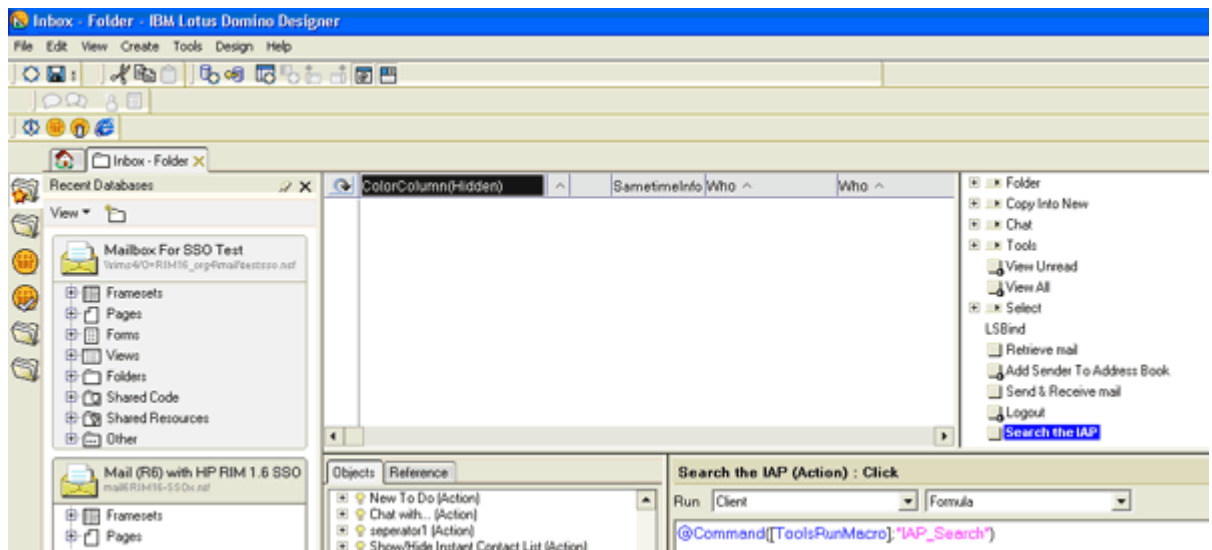 Inbox - Folder - IBM Lotus Domino Designer
File Edit View Create Tools Design Help
Inbox - Folder
Recent Databases
View
Mailbox For SSO Test
Framesets
Pages
Forms
Views
Folders
Shared Code
Shared Resources
Other
Mail (R6) with HP RIM 1.6 SSO
Framesets
Pages
ColorColumn(Hidden) ^ SametimeInfo Who ^ Who ^
Folder
Copy Into New
Chat
Tools
View Unread
View All
Select
LSBind
Retrieve mail
Add Sender To Address Book
Send & Receive mail
Logout
Search the IAP
Objects Reference
New To Do (Action)
Chat with... (Action)
seperator1 (Action)
Show/Hide Instant Contact List (Action)
Search the IAP (Action) : Click
Run Client Formula
@Command([ToolsRunMacro];"IAP_Search")